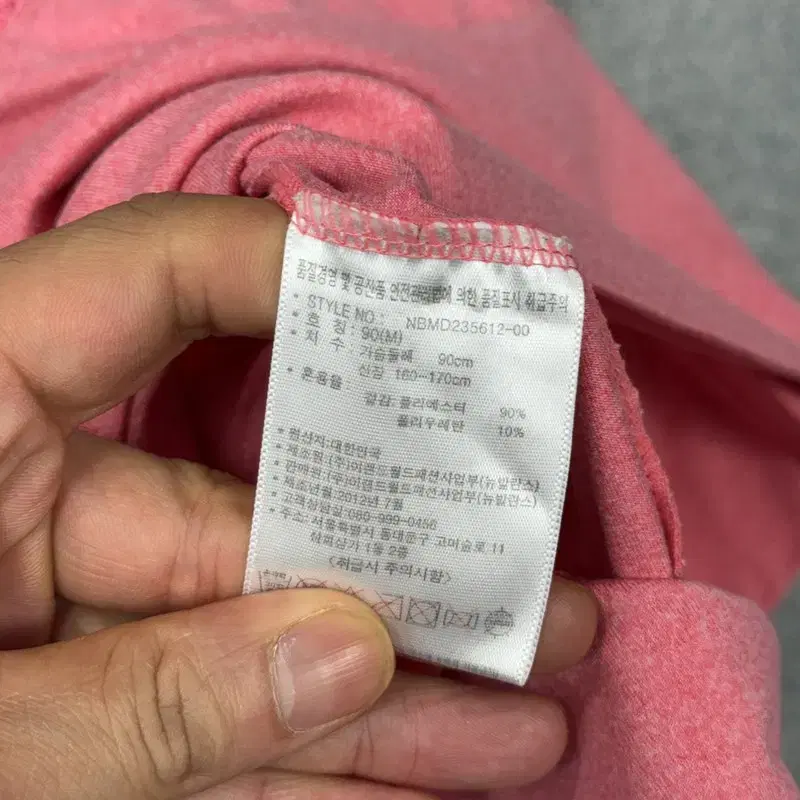 품질경영 및 공산품 안전관리법에 의한 품질표시 취급주의
• STYLE NO : NBMD235612-00
• 호 칭 : 90(M)
• 치 수 : 가슴둘레 90cm
신장 160-170cm
• 혼용율
겉감: 폴리에스터 90%
폴리우레탄 10%
• 원산지:대한민국
• 제조원:(주)이랜드월드패션사업부(뉴발란스)
• 판매원:(주)이랜드월드패션사업부(뉴발란스)
• 제조년월 2012년 7월
• 고객상담실 080-999-0456
• 주소: 서울특별시 동대문구 고미술로 11
1동 2층
<취급시 주의사항>